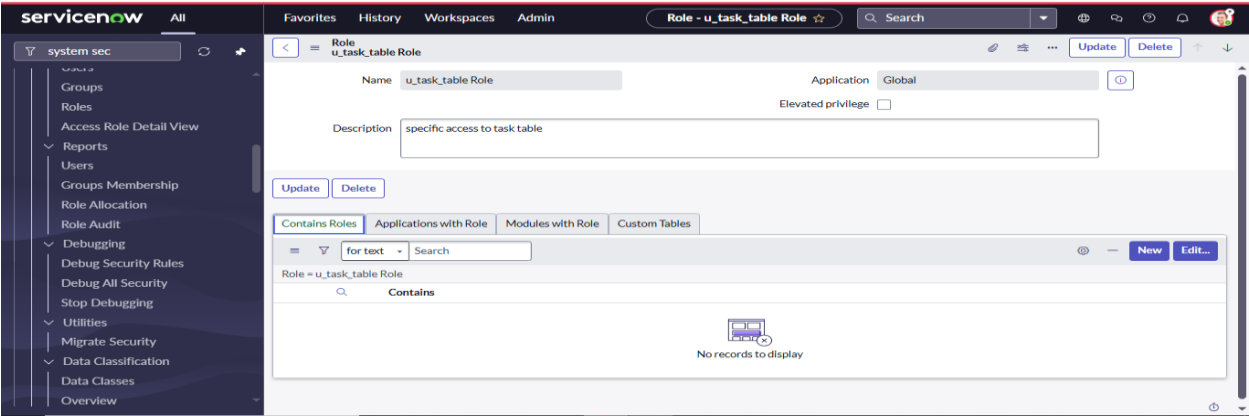 servicenow All Favorites History Workspaces Admin Role - u_task_table Role Search
system sec
Role
u_task_table Role
Update Delete
Users
Groups
Roles
Access Role Detail View
Reports
Users
Groups Membership
Role Allocation
Role Audit
Debugging
Debug Security Rules
Debug All Security
Stop Debugging
Utilities
Migrate Security
Data Classification
Data Classes
Overview
Name u_task_table Role
Application Global
Elevated privilege
Description specific access to task table
Update Delete
Contains Roles Applications with Role Modules with Role Custom Tables
for text Search New Edit...
Role = u_task_table Role
Contains
No records to display